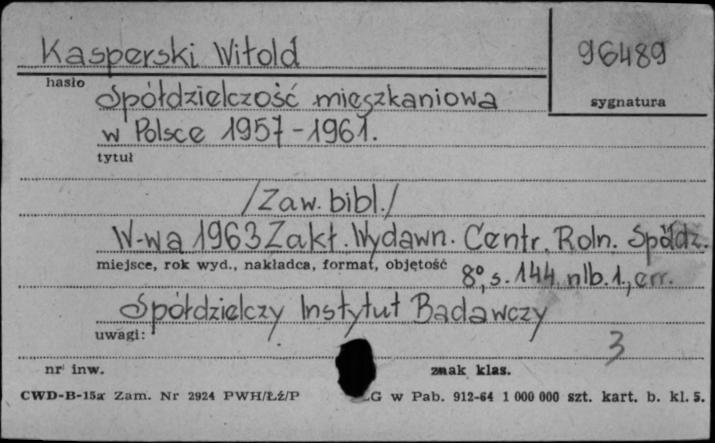 Kasperski Witold
96489
hasło
sygnatura
Spółdzielczość mieszkaniowa
w Polsce 1957-1961.
tytuł
/Zaw. bibl./
W-wa 1963 Zakł. Wydawn. Centr. Roln. Spółdz.
miejsce, rok wyd., nakładca, format, objętość
8°, s. 144, nlb. 1., err.
Spółdzielczy Instytut Badawczy
uwagi:
3
nr inw.
znak klas.
CWD-B-15a Zam. Nr 2924 PWH/Łź/P
G w Pab. 912-64 1 000 000 szt. kart. b. kl. 5.